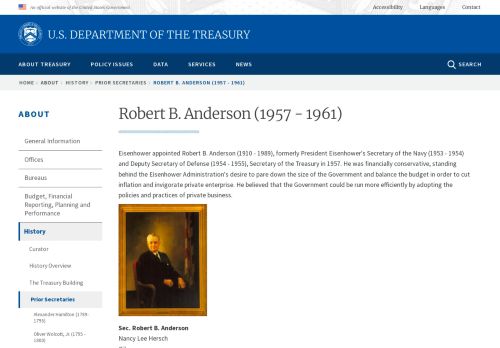 An official website of the United States Government
Accessibility Languages Contact
U.S. DEPARTMENT OF THE TREASURY
ABOUT TREASURY POLICY ISSUES DATA SERVICES NEWS SEARCH
HOME ABOUT HISTORY PRIOR SECRETARIES ROBERT B. ANDERSON (1957 - 1961)
ABOUT
General Information
Offices
Bureaus
Budget, Financial
Reporting, Planning and
Performance
History
Curator
History Overview
The Treasury Building
Prior Secretaries
Alexander Hamilton (1789 -
1795)
Oliver Wolcott, Jr. (1795 -
1800)
Robert B. Anderson (1957 - 1961)
Eisenhower appointed Robert B. Anderson (1910 - 1989), formerly President Eisenhower's Secretary of the Navy (1953 - 1954)
and Deputy Secretary of Defense (1954 - 1955), Secretary of the Treasury in 1957. He was financially conservative, standing
behind the Eisenhower Administration's desire to pare down the size of the Government and balance the budget in order to cut
inflation and invigorate private enterprise. He believed that the Government could be run more efficiently by adopting the
policies and practices of private business.
Sec. Robert B. Anderson
Nancy Lee Hersch